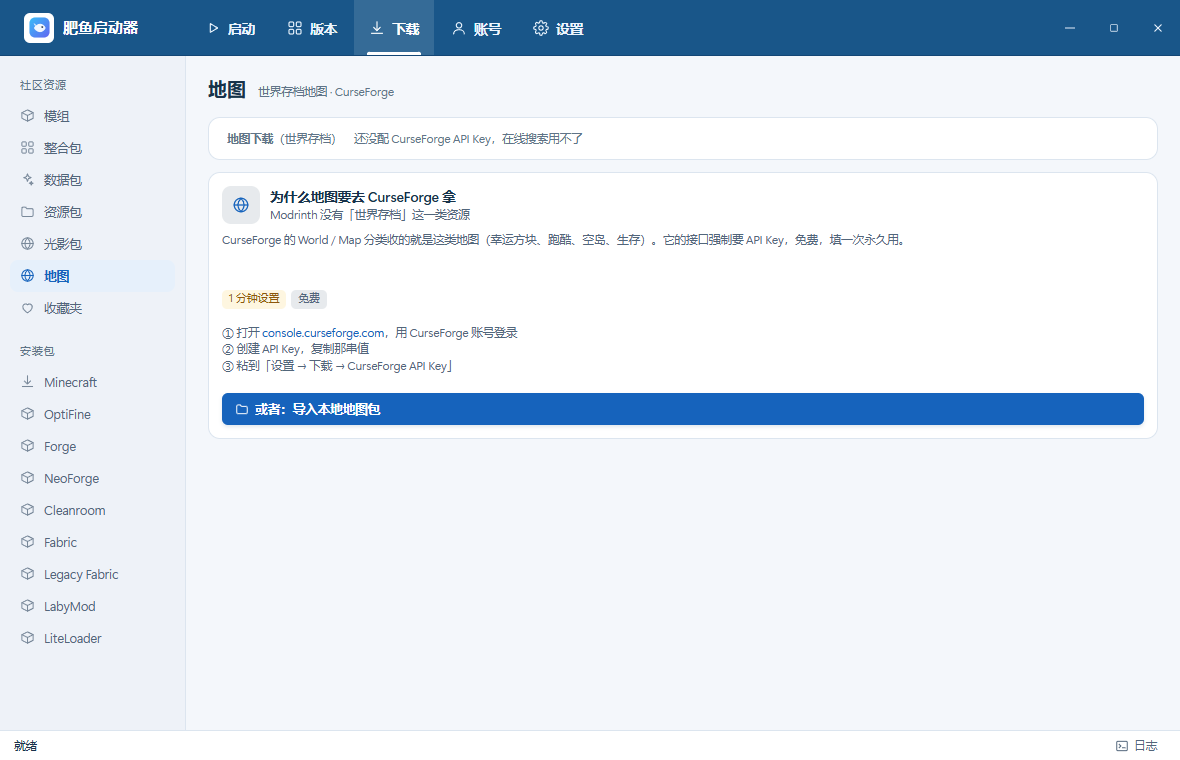 肥鱼启动器
启动
版本
下载
账号
设置
社区资源
模组
整合包
数据包
资源包
光影包
地图
收藏夹
安装包
Minecraft
OptiFine
Forge
NeoForge
Cleanroom
Fabric
Legacy Fabric
LabyMod
LiteLoader
地图 世界存档地图 · CurseForge
地图下载（世界存档） 还没配 CurseForge API Key，在线搜索用不了
为什么地图要去 CurseForge 拿
Modrinth 没有「世界存档」这一类资源
CurseForge 的 World / Map 分类收的就是这类地图（幸运方块、跑酷、空岛、生存）。它的接口强制要 API Key，免费，填一次永久用。
1 分钟设置 免费
① 打开 console.curseforge.com，用 CurseForge 账号登录
② 创建 API Key，复制那串值
③ 粘到「设置 → 下载 → CurseForge API Key」
或者：导入本地地图包
就绪
日志